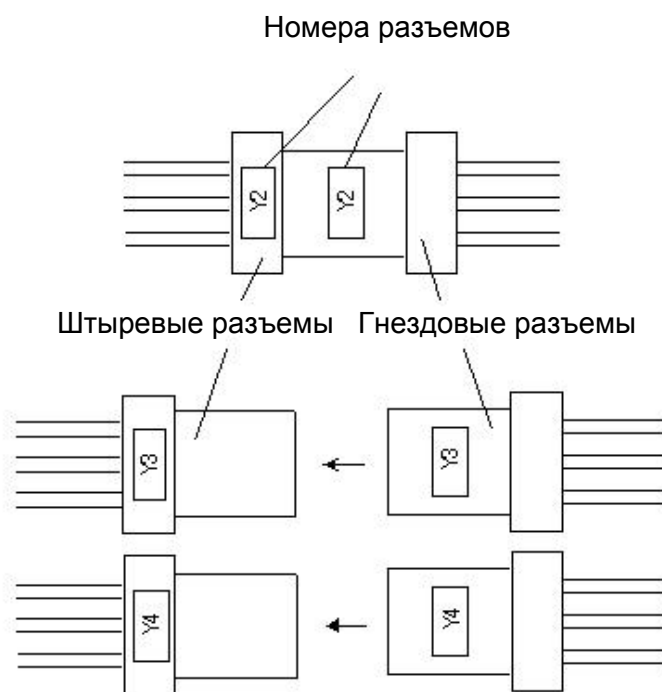 Номера разъемов
Y2
Y2
Штыревые разъемы
Гнездовые разъемы
Y3
Y3
Y4
Y4